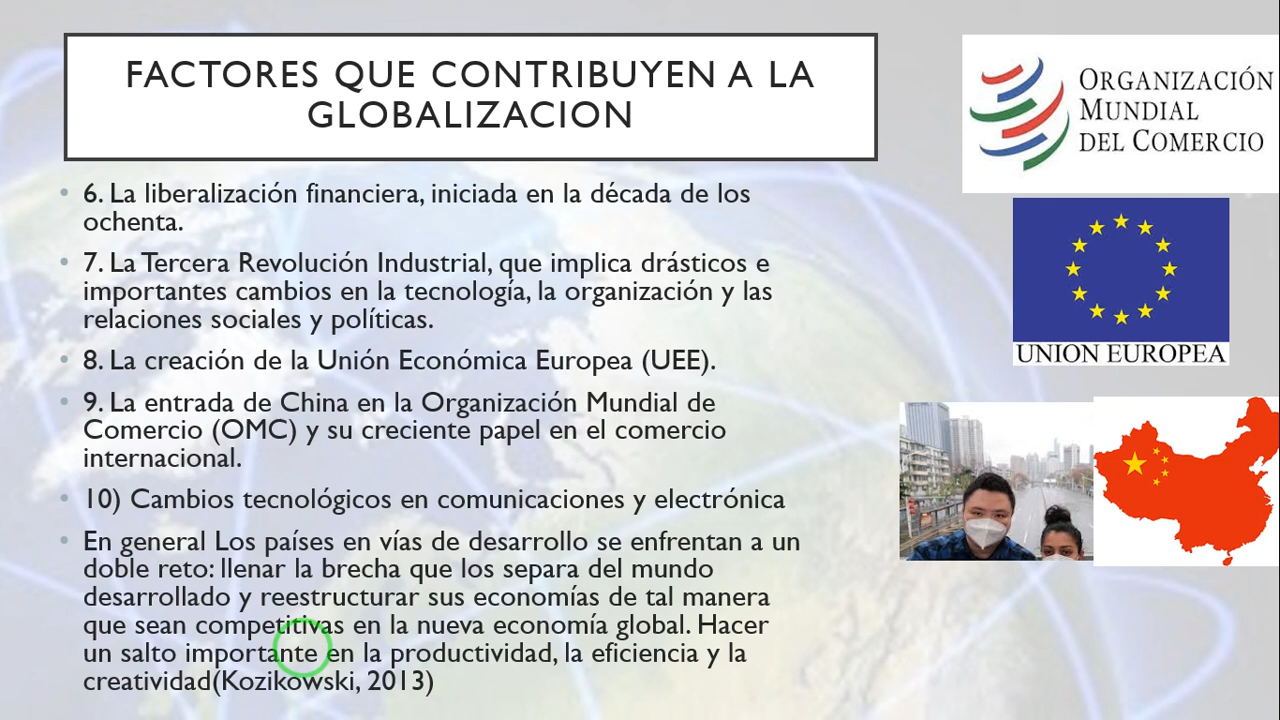 FACTORES QUE CONTRIBUYEN A LA
GLOBALIZACION
• 6. La liberalización financiera, iniciada en la década de los
ochenta.
• 7. La Tercera Revolución Industrial, que implica drásticos e
importantes cambios en la tecnología, la organización y las
relaciones sociales y políticas.
• 8. La creación de la Unión Económica Europea (UEE).
• 9. La entrada de China en la Organización Mundial de
Comercio (OMC) y su creciente papel en el comercio
internacional.
• 10) Cambios tecnológicos en comunicaciones y electrónica
• En general Los países en vías de desarrollo se enfrentan a un
doble reto: llenar la brecha que los separa del mundo
desarrollado y reestructurar sus economías de tal manera
que sean competitivas en la nueva economía global. Hacer
un salto importante en la productividad, la eficiencia y la
creatividad(Kozikowski, 2013)
ORGANIZACIÓN
MUNDIAL
DEL COMERCIO
UNION EUROPEA